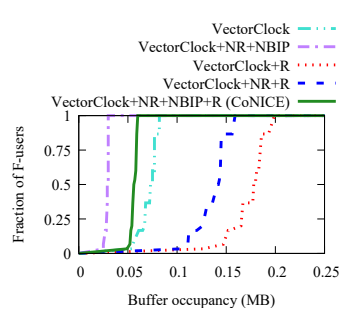 VectorClock
VectorClock+NR+NBIP
VectorClock+R
VectorClock+NR+R
VectorClock+NR+NBIP+R (CoNICE)
1
0.75
0.5
0.25
0
0 0.05 0.1 0.15 0.2 0.25
Fraction of F-users
Buffer occupancy (MB)